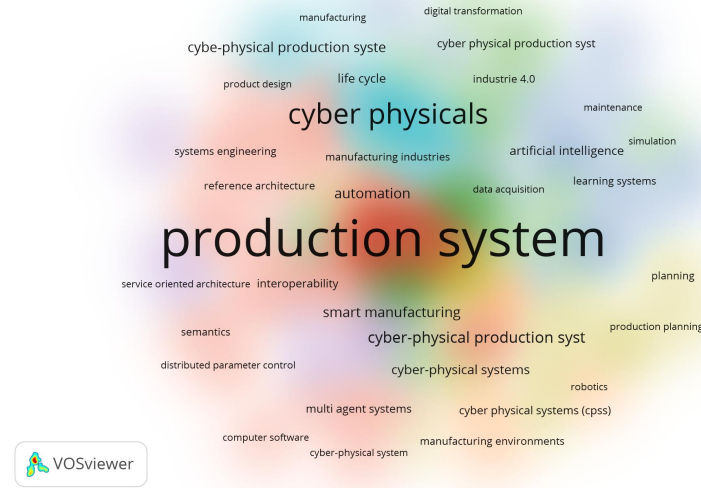 manufacturing
digital transformation
cybe-physical production syste
cyber physical production syst
life cycle
industrie 4.0
product design
cyber physicals
maintenance
simulation
systems engineering
manufacturing industries
artificial intelligence
reference architecture
automation
data acquisition
learning systems
production system
service oriented architecture
interoperability
planning
smart manufacturing
semantics
cyber-physical production syst
production planning
distributed parameter control
cyber-physical systems
robotics
multi agent systems
cyber physical systems (cpss)
computer software
manufacturing environments
cyber-physical system
VOSviewer